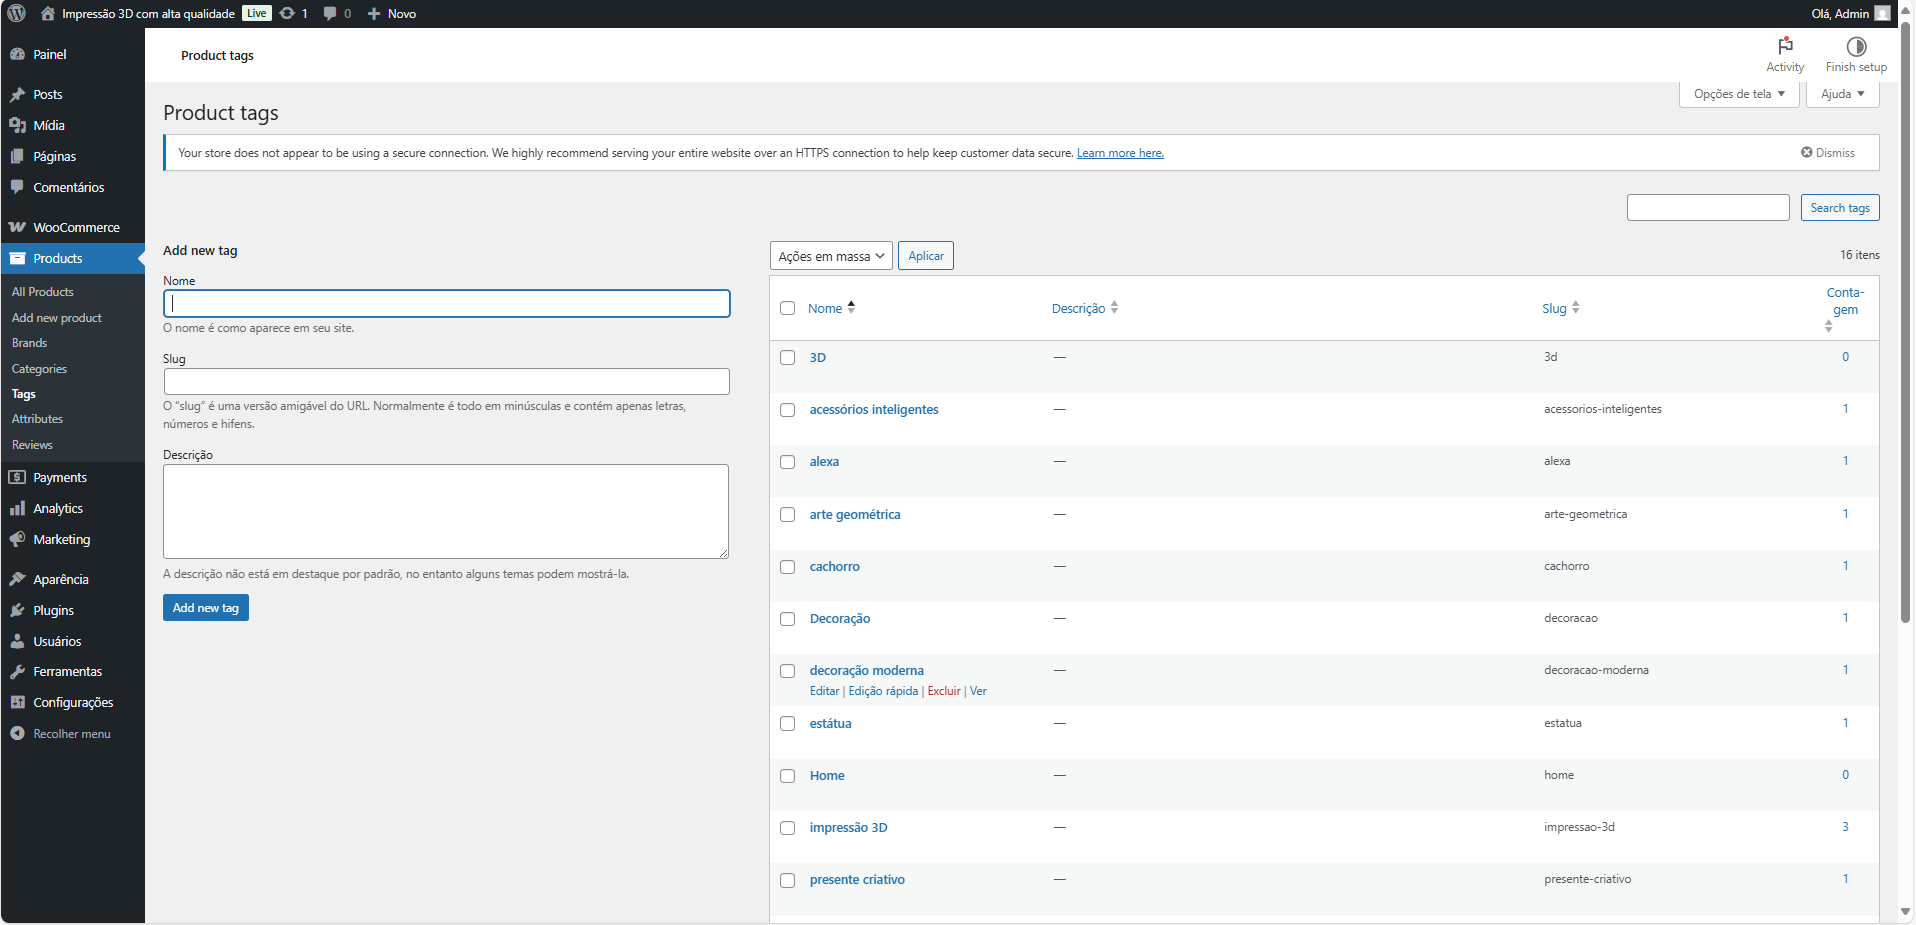 Impressão 3D com alta qualidade Live 1 0 Novo
Olá, Admin
Painel
Posts
Mídia
Páginas
Comentários
WooCommerce
Products
All Products
Add new product
Brands
Categories
Tags
Attributes
Reviews
Payments
Analytics
Marketing
Aparência
Plugins
Usuários
Ferramentas
Configurações
Recolher menu
Product tags
Activity
Finish setup
Opções de tela
Ajuda
Product tags
Your store does not appear to be using a secure connection. We highly recommend serving your entire website over an HTTPS connection to help keep customer data secure. Learn more here.
Dismiss
Search tags
Add new tag
Nome
O nome é como aparece em seu site.
Slug
O “slug” é uma versão amigável do URL. Normalmente é todo em minúsculas e contém apenas letras,
números e hifens.
Descrição
A descrição não está em destaque por padrão, no entanto alguns temas podem mostrá-la.
Add new tag
Ações em massa Aplicar
16 itens
Nome Descrição Slug Conta-
gem
3D — 3d 0
acessórios inteligentes — acessorios-inteligentes 1
alexa — alexa 1
arte geométrica — arte-geometrica 1
cachorro — cachorro 1
Decoração — decoracao 1
decoração moderna — decoracao-moderna 1
Editar | Edição rápida | Excluir | Ver
estátua — estatua 1
Home — home 0
impressão 3D — impressao-3d 3
presente criativo — presente-criativo 1